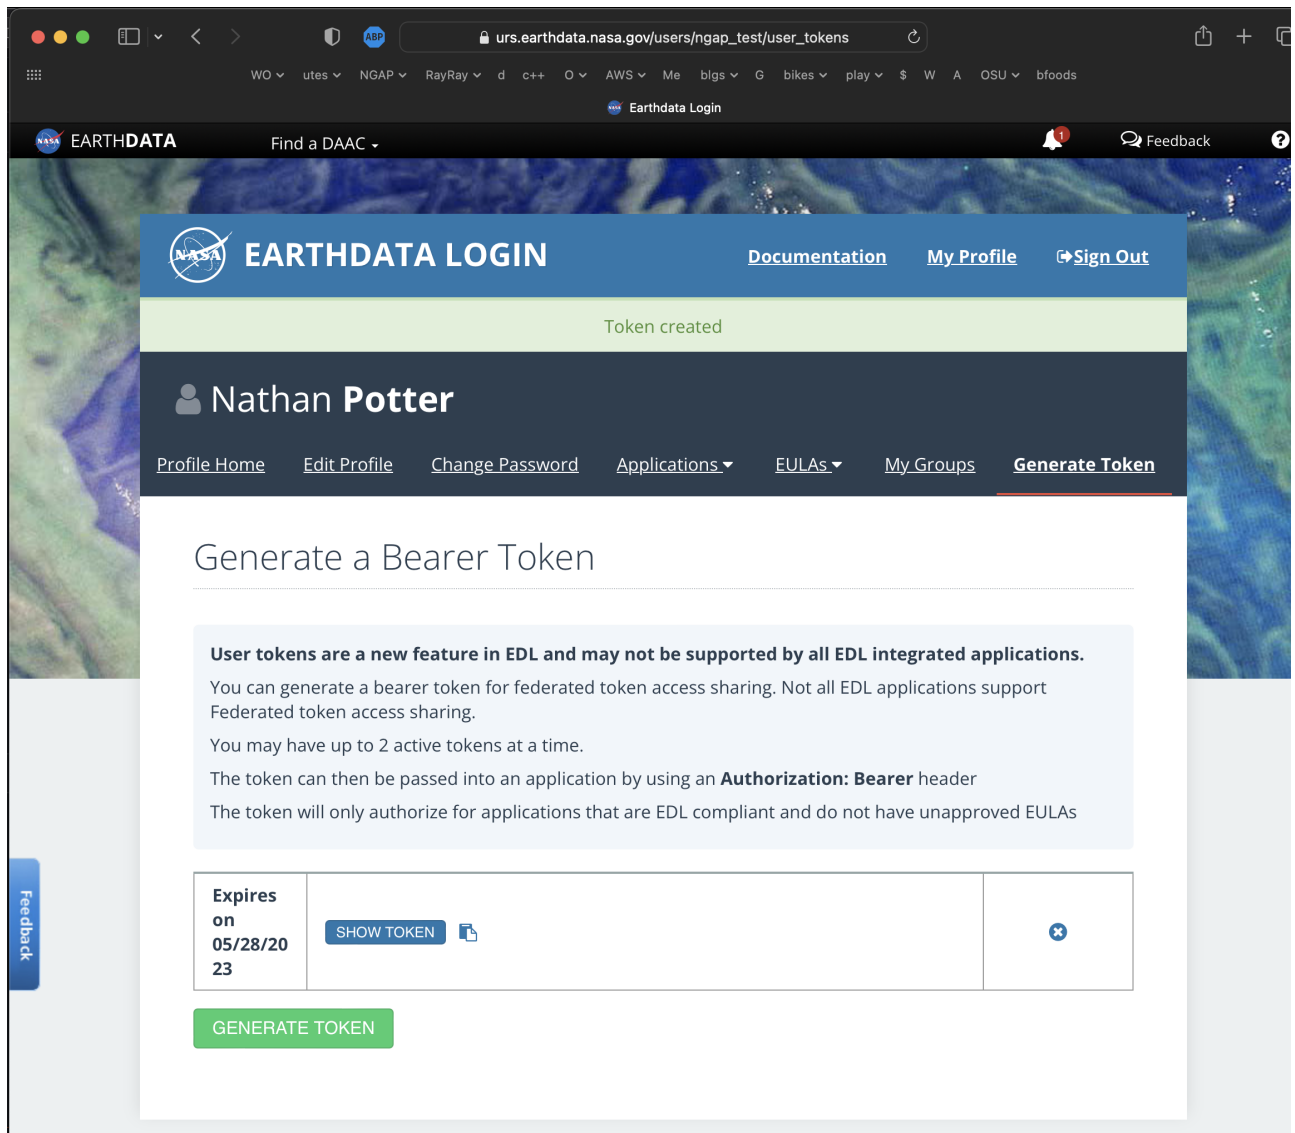 ABP
urs.earthdata.nasa.gov/users/ngap_test/user_tokens
WO utes NGAP RayRay d c++ O AWS Me blgs G bikes play $ W A OSU bfoods
NASA Earthdata Login
NASA EARTHDATA Find a DAAC 1 Feedback ?
NASA EARTHDATA LOGIN Documentation My Profile Sign Out
Token created
Nathan Potter
Profile Home Edit Profile Change Password Applications EULAs My Groups Generate Token
Generate a Bearer Token
User tokens are a new feature in EDL and may not be supported by all EDL integrated applications.
You can generate a bearer token for federated token access sharing. Not all EDL applications support
Federated token access sharing.
You may have up to 2 active tokens at a time.
The token can then be passed into an application by using an Authorization: Bearer header
The token will only authorize for applications that are EDL compliant and do not have unapproved EULAs
Feedback
Expires
on
05/28/20
23
SHOW TOKEN
GENERATE TOKEN